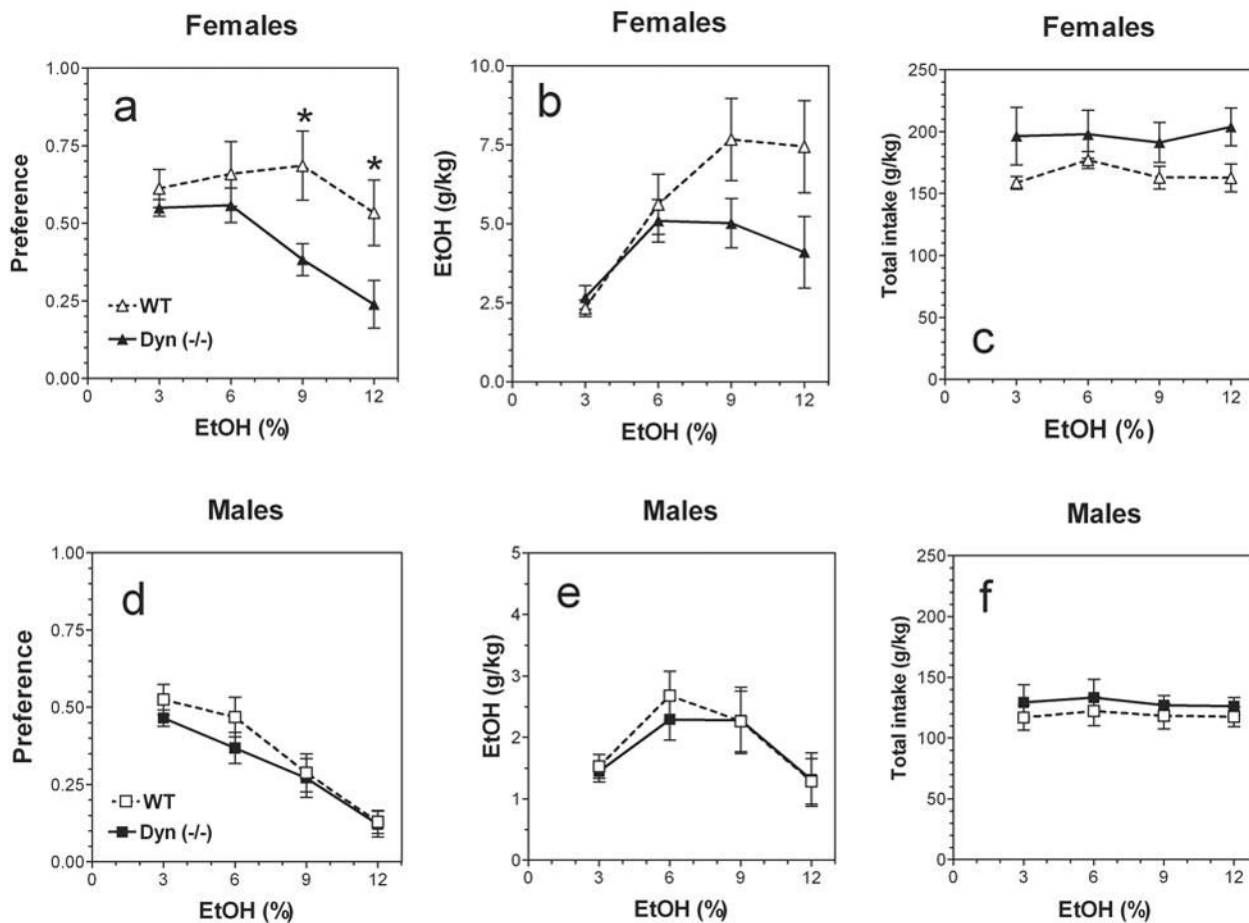 Females
a
* *
Preference
1.00
0.75
0.50
0.25
0.00
WT
Dyn (-/-)
0 3 6 9 12
EtOH (%)
Females
b
EtOH (g/kg)
10.0
7.5
5.0
2.5
0.0
0 3 6 9 12
EtOH (%)
Females
c
Total intake (g/kg)
250
200
150
100
50
0
0 3 6 9 12
EtOH (%)
Males
d
Preference
1.00
0.75
0.50
0.25
0.00
WT
Dyn (-/-)
0 3 6 9 12
EtOH (%)
Males
e
EtOH (g/kg)
5
4
3
2
1
0
0 3 6 9 12
EtOH (%)
Males
f
Total intake (g/kg)
250
200
150
100
50
0
0 3 6 9 12
EtOH (%)